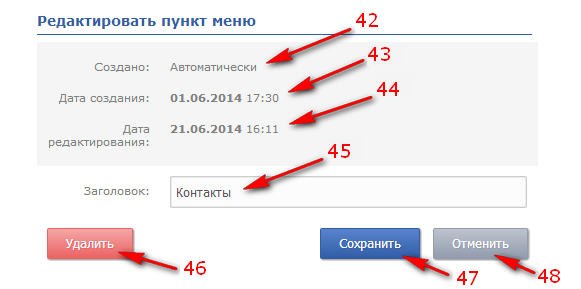 Редактировать пункт меню
42
Создано: Автоматически
43
Дата создания: 01.06.2014 17:30
44
Дата
редактирования: 21.06.2014 16:11
45
Заголовок: Контакты
Удалить Сохранить Отменить
46 47 48